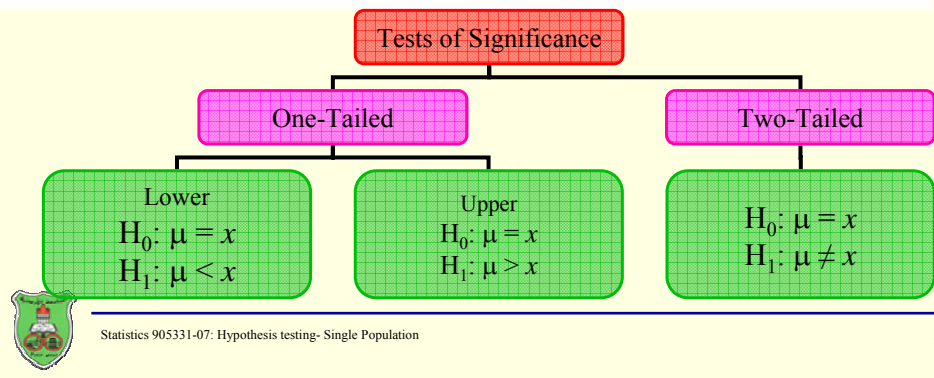 Tests of Significance
One-Tailed
Two-Tailed
Lower
H₀: μ = x
H₁: μ < x
Upper
H₀: μ = x
H₁: μ > x
H₀: μ = x
H₁: μ ≠ x
Statistics 905331-07: Hypothesis testing- Single Population